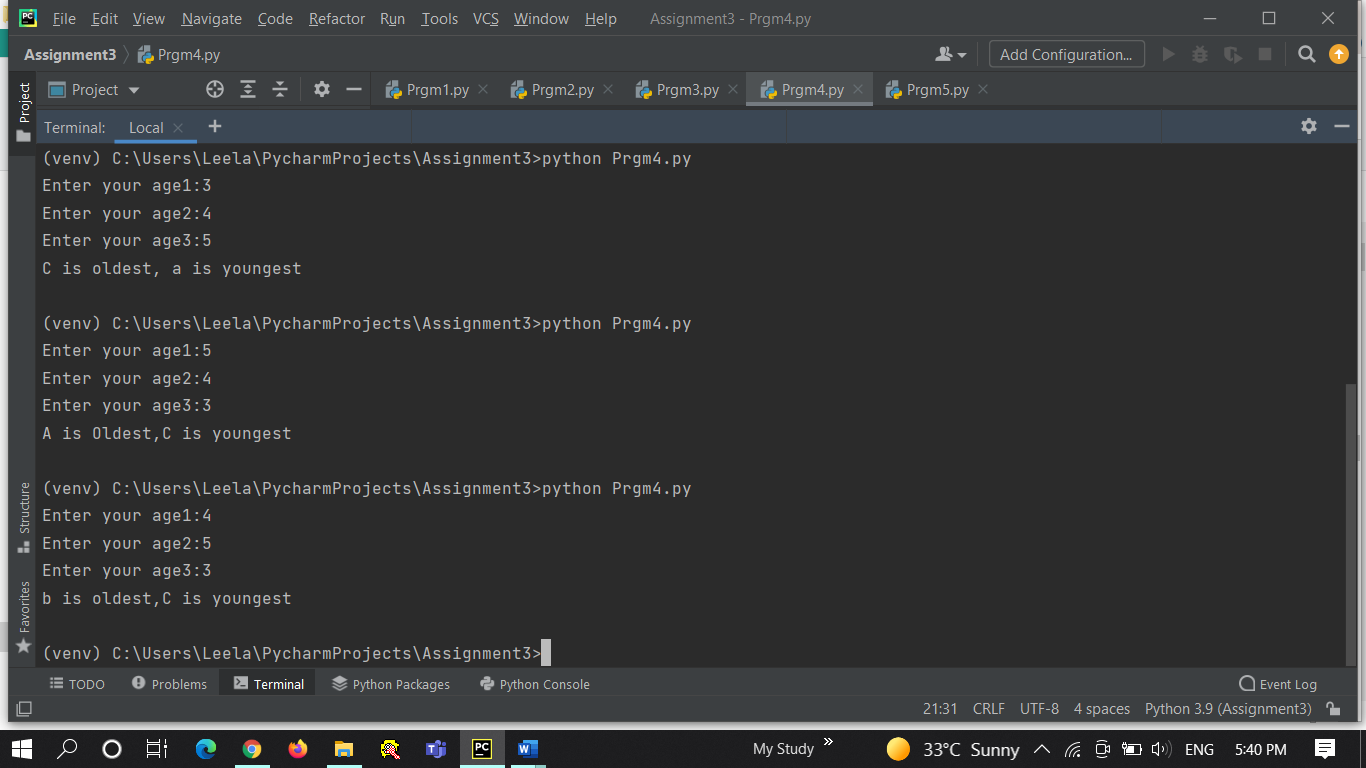 PC File Edit View Navigate Code Refactor Run Tools VCS Window Help Assignment3 - Prgm4.py
Assignment3 Prgm4.py Add Configuration...
Project Project Prgm1.py Prgm2.py Prgm3.py Prgm4.py Prgm5.py
Terminal: Local
(venv) C:\Users\Leela\PycharmProjects\Assignment3>python Prgm4.py
Enter your age1:3
Enter your age2:4
Enter your age3:5
C is oldest, a is youngest
(venv) C:\Users\Leela\PycharmProjects\Assignment3>python Prgm4.py
Enter your age1:5
Enter your age2:4
Enter your age3:3
A is Oldest,C is youngest
(venv) C:\Users\Leela\PycharmProjects\Assignment3>python Prgm4.py
Enter your age1:4
Enter your age2:5
Enter your age3:3
b is oldest,C is youngest
(venv) C:\Users\Leela\PycharmProjects\Assignment3>
Structure
Favorites
TODO Problems Terminal Python Packages Python Console Event Log
21:31 CRLF UTF-8 4 spaces Python 3.9 (Assignment3)
PC W My Study » 33°C Sunny ENG 5:40 PM